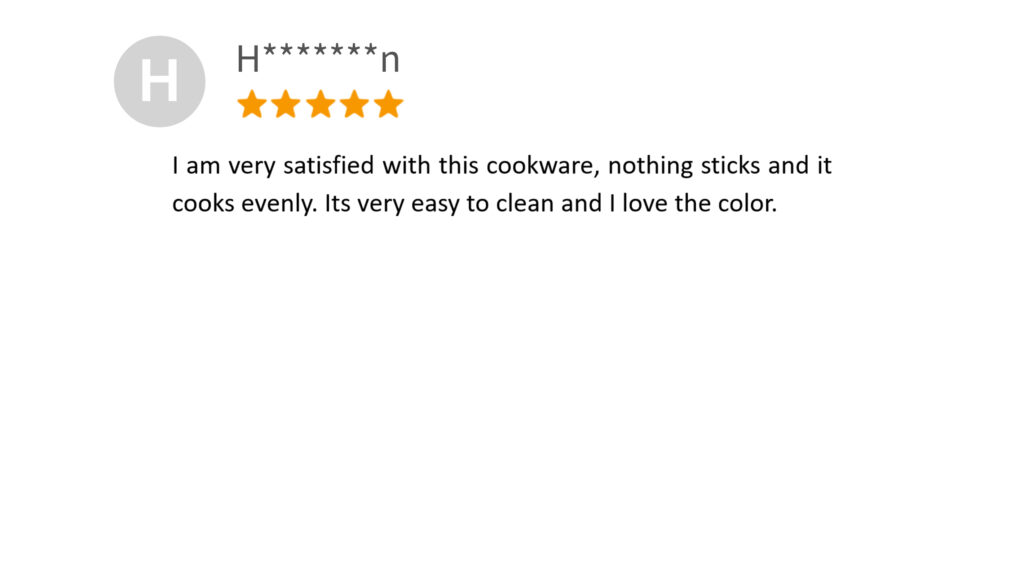 H
H*******n
I am very satisfied with this cookware, nothing sticks and it
cooks evenly. Its very easy to clean and I love the color.